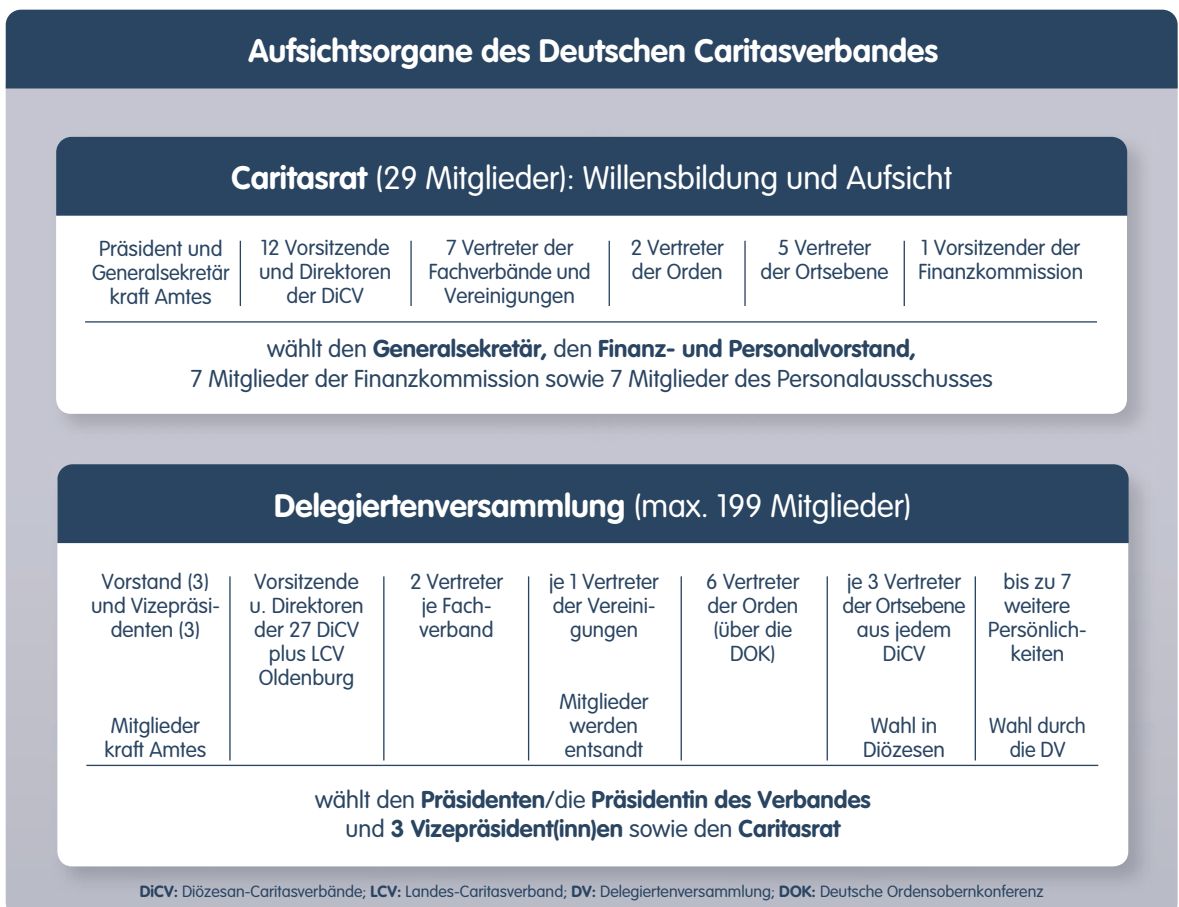 Aufsichtsorgane des Deutschen Caritasverbandes
Caritasrat (29 Mitglieder): Willensbildung und Aufsicht
Präsident und
Generalsekretär
kraft Amtes
12 Vorsitzende
und Direktoren
der DiCV
7 Vertreter der
Fachverbände und
Vereinigungen
2 Vertreter
der Orden
5 Vertreter
der Ortsebene
1 Vorsitzender der
Finanzkommission
wählt den Generalsekretär, den Finanz- und Personalvorstand,
7 Mitglieder der Finanzkommission sowie 7 Mitglieder des Personalausschusses
Delegiertenversammlung (max. 199 Mitglieder)
Vorstand (3)
und Vizepräsi-
denten (3)
Mitglieder
kraft Amtes
Vorsitzende
u. Direktoren
der 27 DiCV
plus LCV
Oldenburg
2 Vertreter
je Fach-
verband
je 1 Vertreter
der Vereini-
gungen
Mitglieder
werden
entsandt
6 Vertreter
der Orden
(über die
DOK)
je 3 Vertreter
der Ortsebene
aus jedem
DiCV
Wahl in
Diözesen
bis zu 7
weitere
Persönlich-
keiten
Wahl durch
die DV
wählt den Präsidenten/die Präsidentin des Verbandes
und 3 Vizepräsident(inn)en sowie den Caritasrat
DiCV: Diözesan-Caritasverbände; LCV: Landes-Caritasverband; DV: Delegiertenversammlung; DOK: Deutsche Ordensobernkonferenz